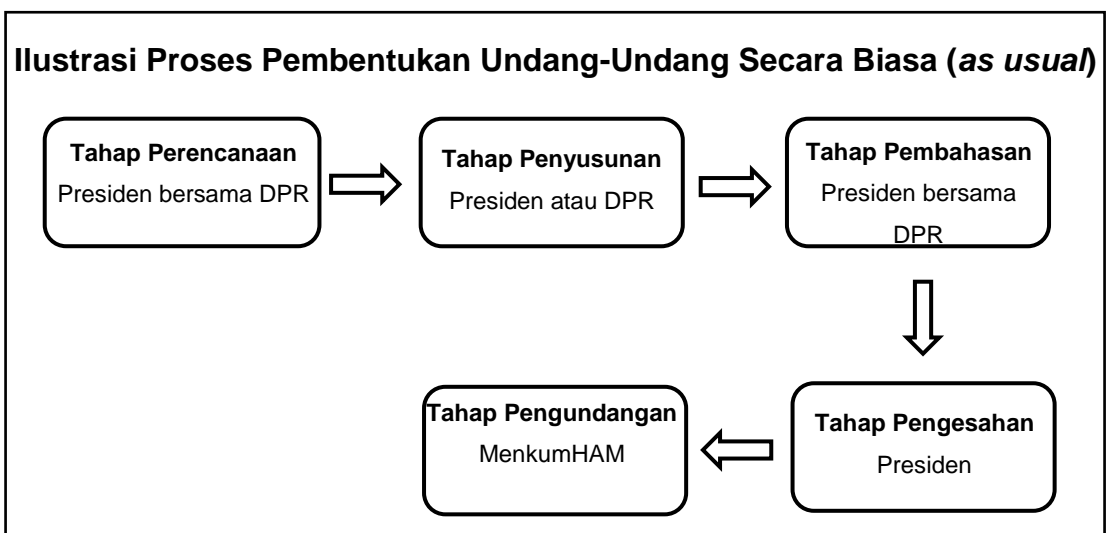 Ilustrasi Proses Pembentukan Undang-Undang Secara Biasa (as usual)
Tahap Perencanaan
Presiden bersama DPR
Tahap Penyusunan
Presiden atau DPR
Tahap Pembahasan
Presiden bersama
DPR
Tahap Pengundangan
MenkumHAM
Tahap Pengesahan
Presiden